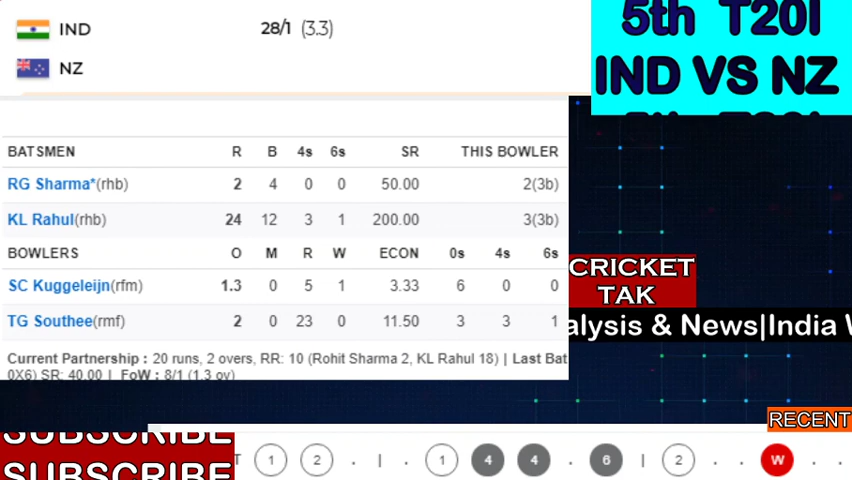 IND 28/1 (3.3)
NZ
5th T20I
IND VS NZ
BATSMEN R B 4s 6s SR THIS BOWLER
RG Sharma*(rhb) 2 4 0 0 50.00 2(3b)
KL Rahul(rhb) 24 12 3 1 200.00 3(3b)
BOWLERS O M R W ECON 0s 4s 6s
SC Kuggeleijn(rfm) 1.3 0 5 1 3.33 6 0 0
TG Southee(rmf) 2 0 23 0 11.50 3 3 1
CRICKET
TAK
alysis & News|India
Current Partnership : 20 runs, 2 overs, RR: 10 (Rohit Sharma 2, KL Rahul 18) | Last Bat
0X6) SR: 40.00 | FoW : 8/1 (1.3 ov)
RECENT
SUBSCRIBE
T 1 2 . | . 1 4 4 . 6 | 2 . . W . .
SUBSCRIBE